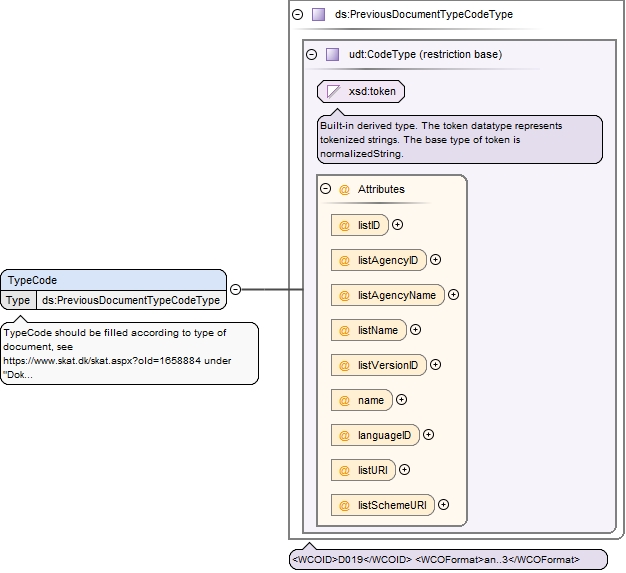 ds:PreviousDocumentTypeCodeType
udt:CodeType (restriction base)
xsd:token
Built-in derived type. The token datatype represents
tokenized strings. The base type of token is
normalizedString.
@ Attributes
@ listID
@ listAgencyID
@ listAgencyName
@ listName
@ listVersionID
@ name
@ languageID
@ listURI
@ listSchemeURI
TypeCode
Type ds:PreviousDocumentTypeCodeType
TypeCode should be filled according to type of
document, see
https://www.skat.dk/skat.aspx?oId=1658884 under
"Dok...
<WCOID>D019</WCOID> <WCOFormat>an..3</WCOFormat>